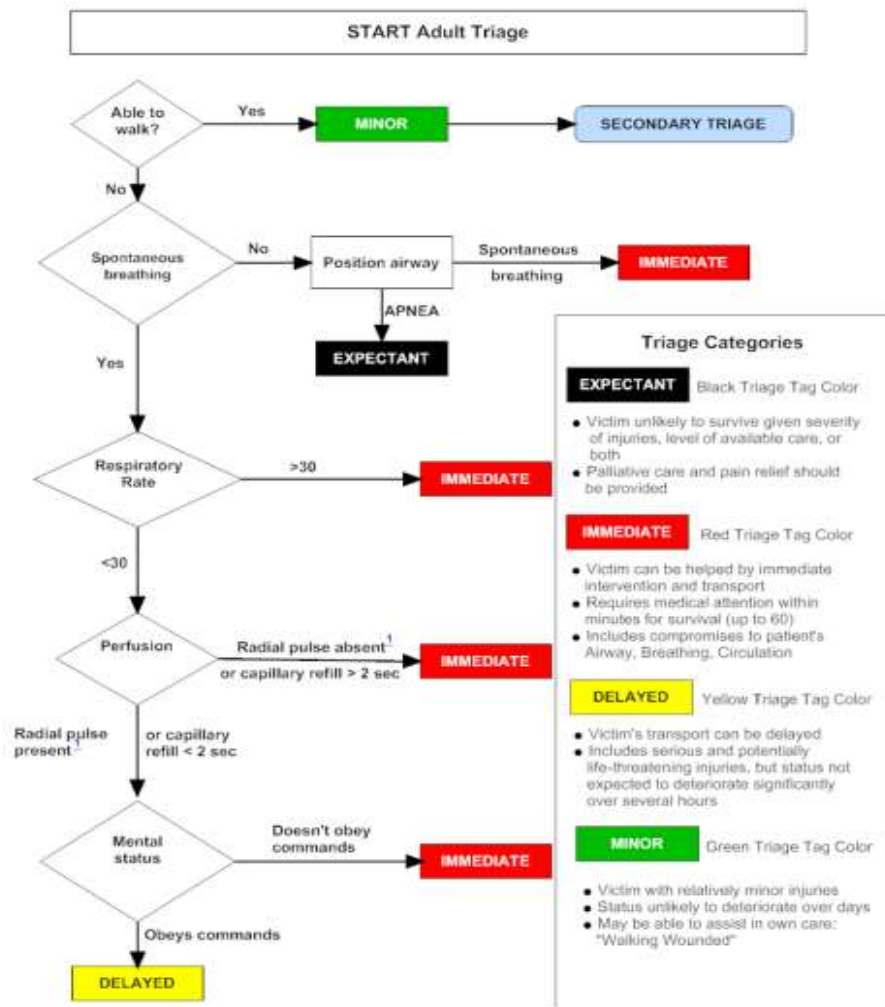 START Adult Triage
Able to
walk?
Yes
MINOR
SECONDARY TRIAGE
No
Spontaneous
breathing
No
Position airway
Spontaneous
breathing
IMMEDIATE
APNEA
EXPECTANT
Yes
Respiratory
Rate
>30
IMMEDIATE
<30
Perfusion
Radial pulse absent1
or capillary refill > 2 sec
IMMEDIATE
Radial pulse
present1
or capillary
refill < 2 sec
Mental
status
Doesn't obey
commands
IMMEDIATE
Obeys commands
DELAYED
Triage Categories
EXPECTANT Black Triage Tag Color
• Victim unlikely to survive given severity
of injuries, level of available care, or
both
• Palliative care and pain relief should
be provided
IMMEDIATE Red Triage Tag Color
• Victim can be helped by immediate
intervention and transport
• Requires medical attention within
minutes for survival (up to 60)
• Includes compromises to patient's
Airway, Breathing, Circulation
DELAYED Yellow Triage Tag Color
• Victim's transport can be delayed
• Includes serious and potentially
life-threatening injuries, but status not
expected to deteriorate significantly
over several hours
MINOR Green Triage Tag Color
• Victim with relatively minor injuries
• Status unlikely to deteriorate over days
• May be able to assist in own care:
"Walking Wounded"